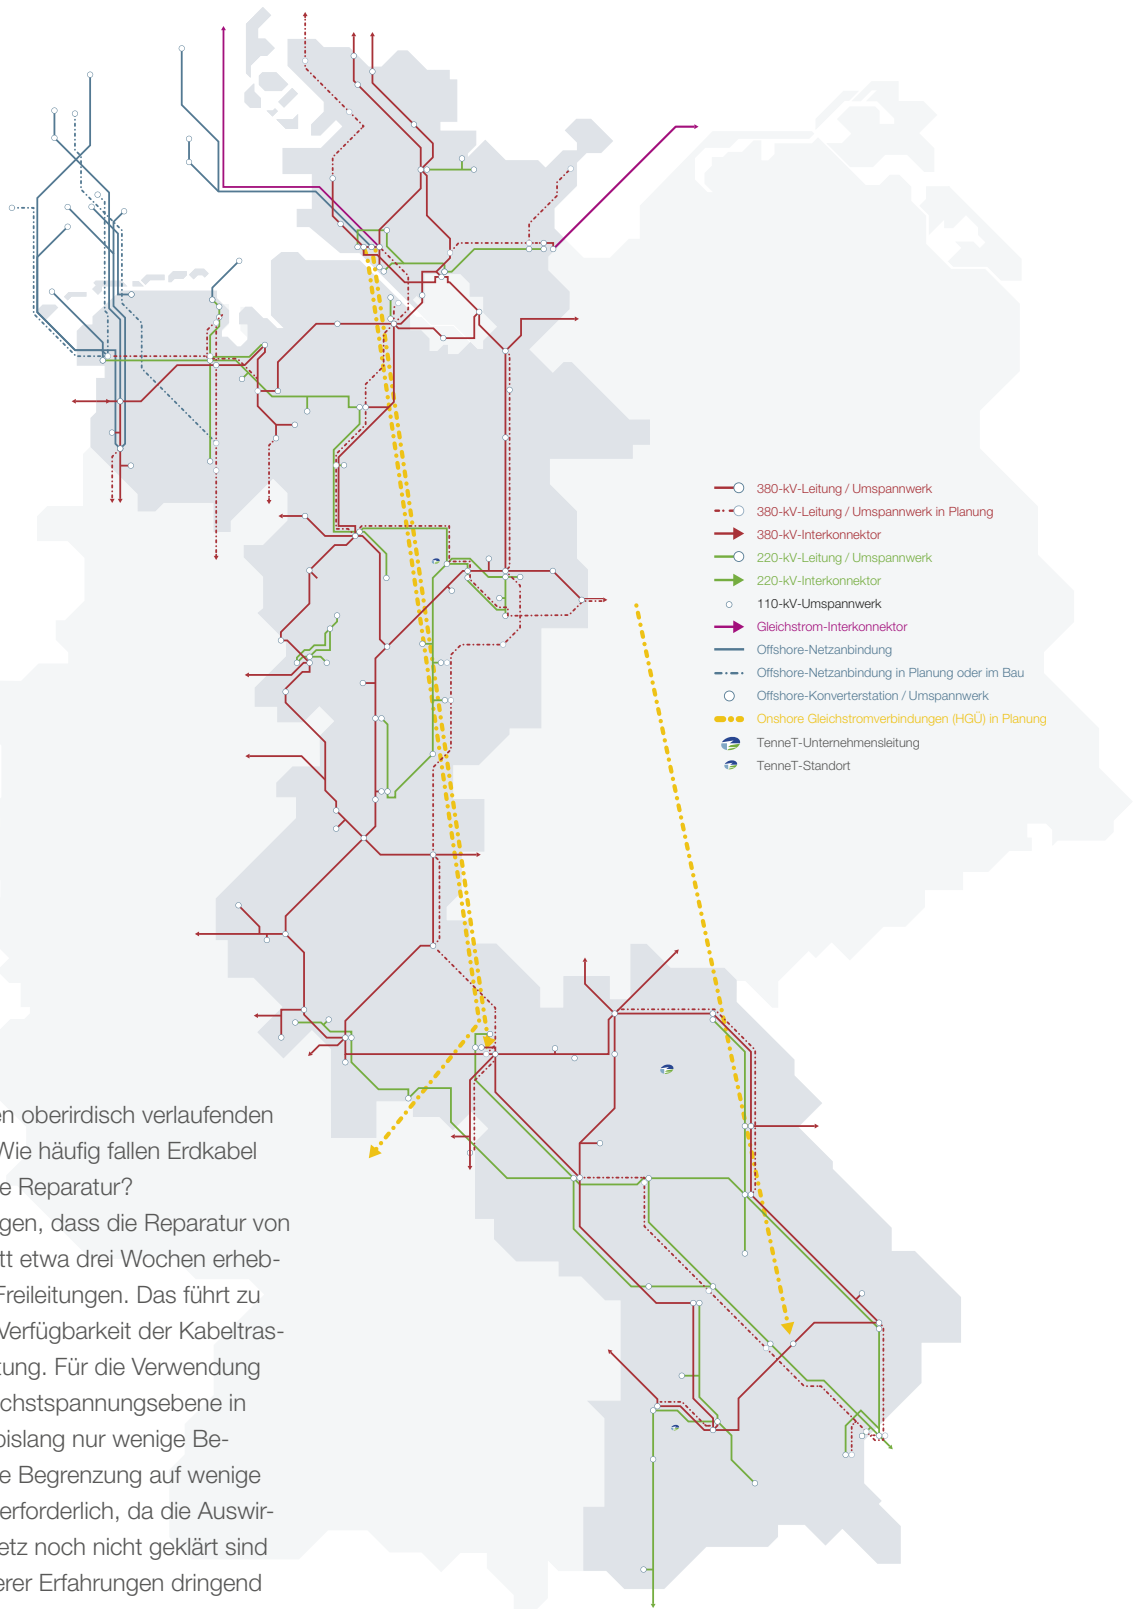 380-kV-Leitung / Umspannwerk
380-kV-Leitung / Umspannwerk in Planung
380-kV-Interkonnektor
220-kV-Leitung / Umspannwerk
220-kV-Interkonnektor
110-kV-Umspannwerk
Gleichstrom-Interkonnektor
Offshore-Netzanbindung
Offshore-Netzanbindung in Planung oder im Bau
Offshore-Konverterstation / Umspannwerk
Onshore Gleichstromverbindungen (HGÜ) in Planung
TenneT-Unternehmensleitung
TenneT-Standort
en oberirdisch verlaufenden
Wie häufig fallen Erdkabel
e Reparatur?
gen, dass die Reparatur von
tt etwa drei Wochen erheb-
Freileitungen. Das führt zu
Verfügbarkeit der Kabeltras-
tung. Für die Verwendung
chstspannungsebene in
bislang nur wenige Be-
e Begrenzung auf wenige
erforderlich, da die Auswir-
etz noch nicht geklärt sind
erer Erfahrungen dringend